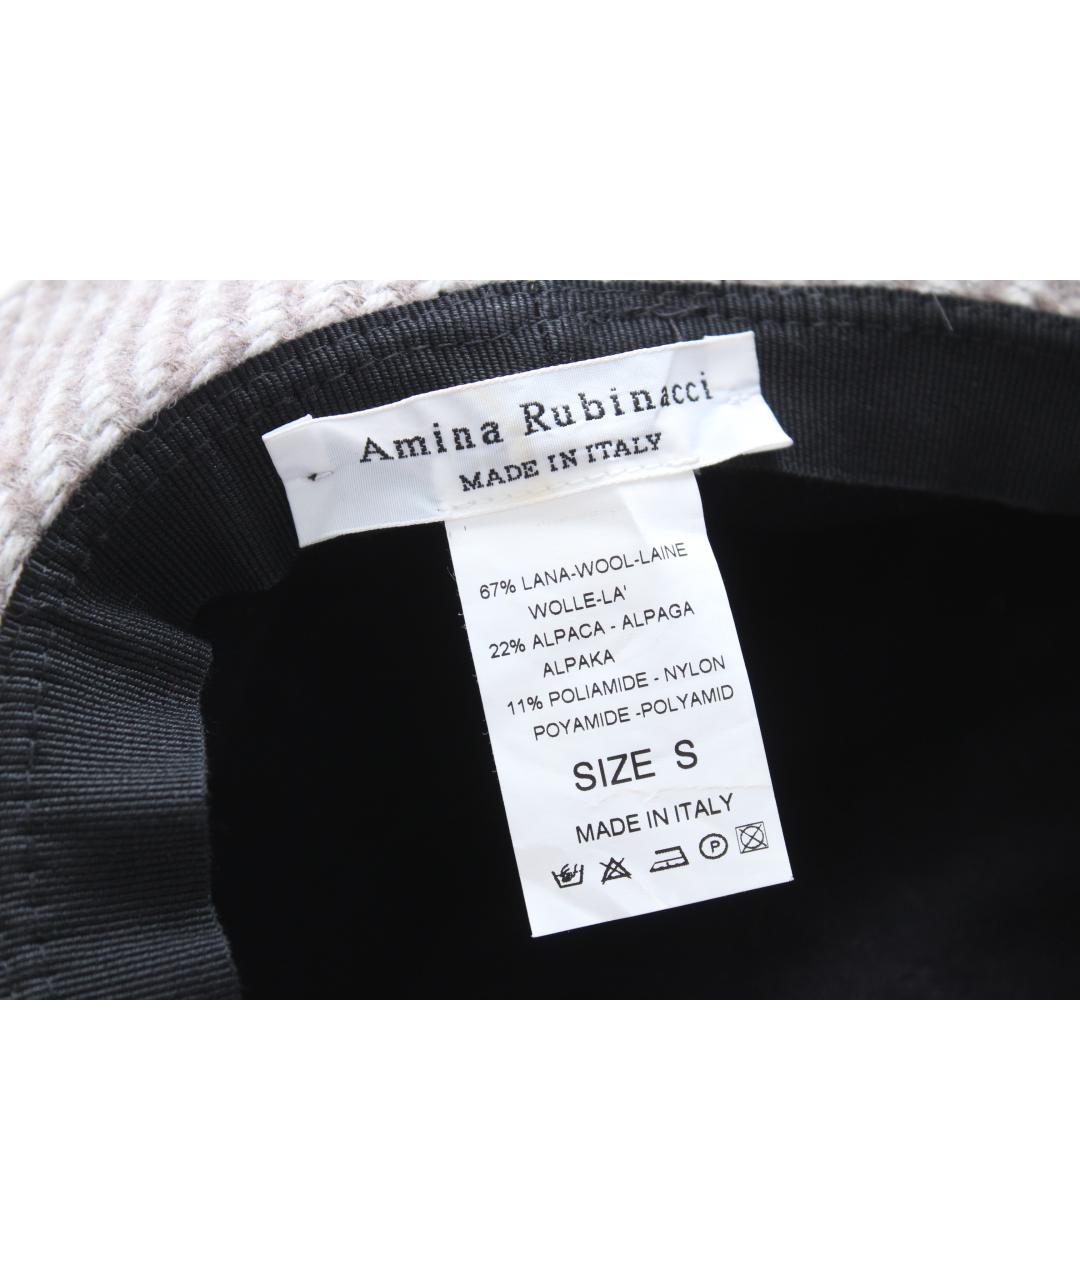 Amina Rubinacci
MADE IN ITALY
67% LANA-WOOL-LAINE
WOLLE-LA'
22% ALPACA - ALPAGA
ALPAKA
11% POLIAMIDE - NYLON
POYAMIDE -POLYAMID
SIZE S
MADE IN ITALY
P